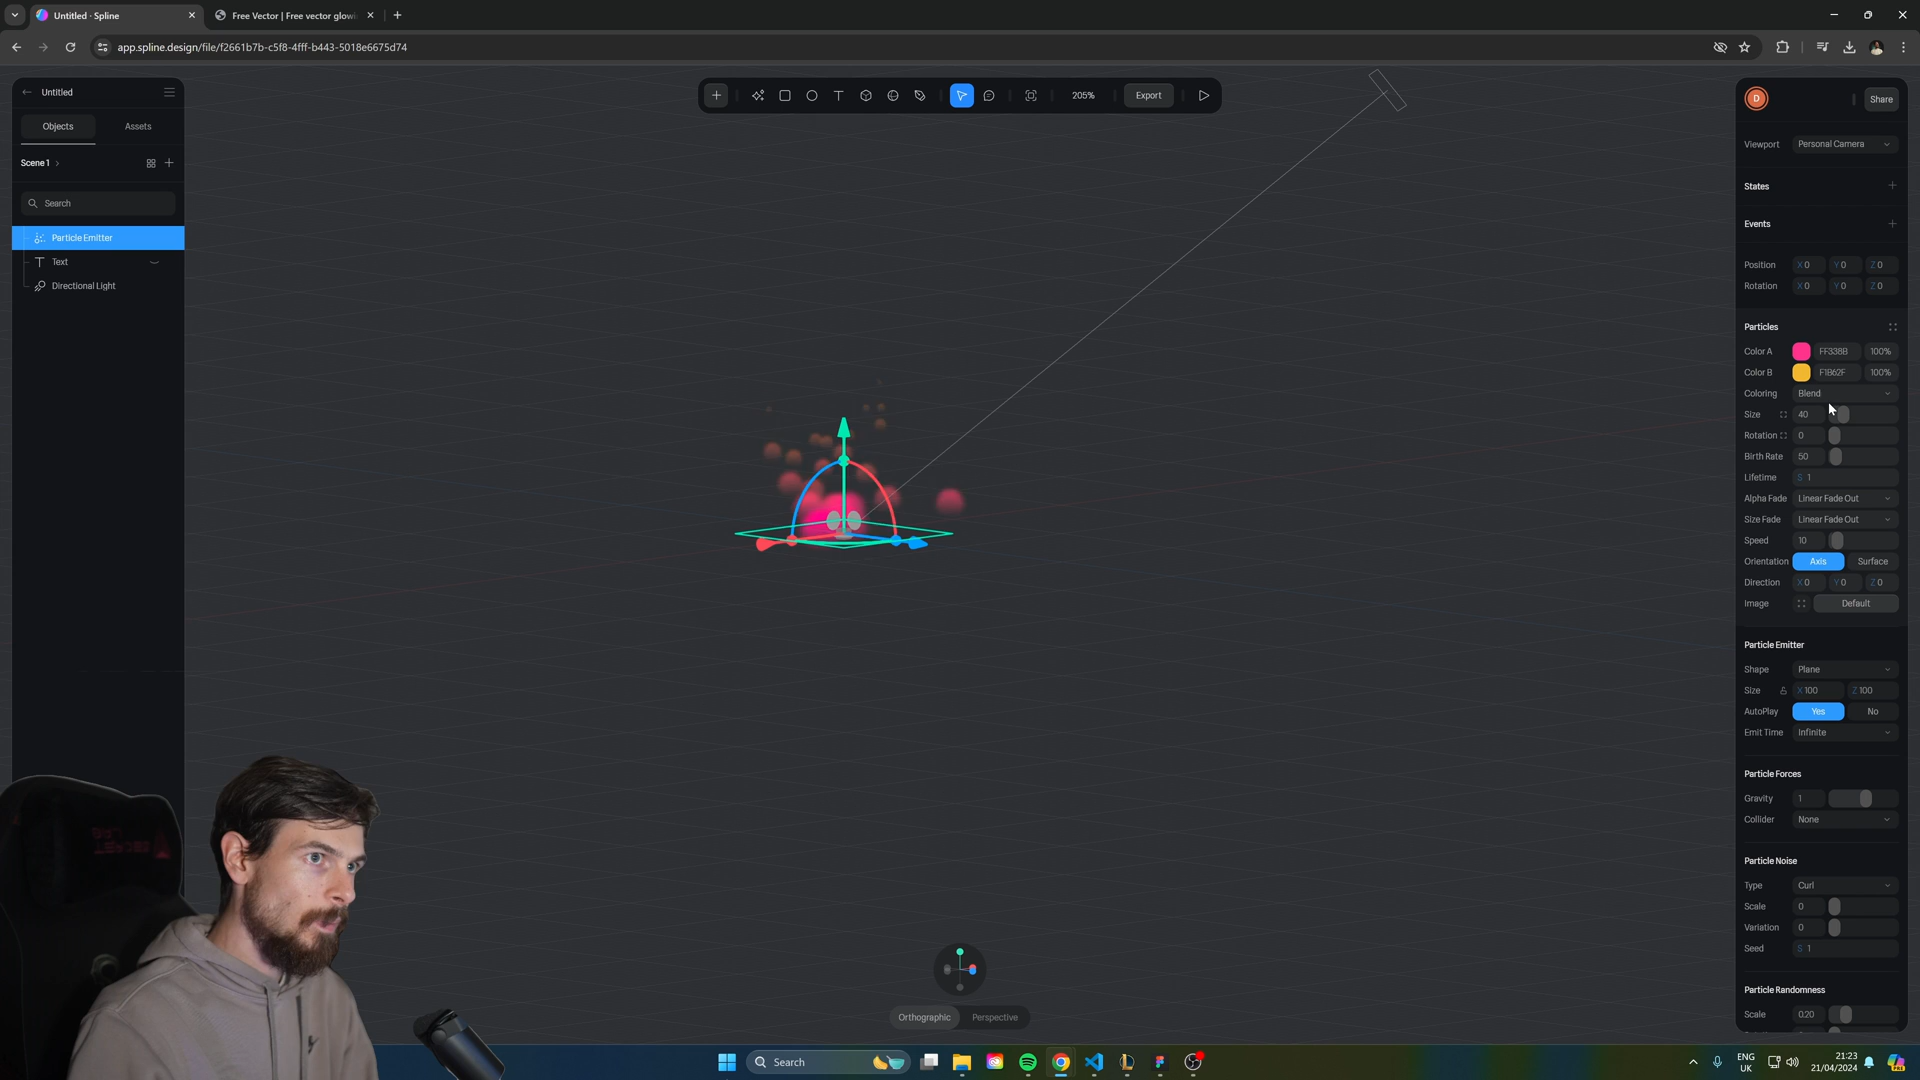 Untitled - Spline
Free Vector | Free vector glowi
app.spline.design/file/f2661b7b-c5f8-4fff-b443-5018e6675d74
Untitled
Objects
Assets
Scene 1
Search
Particle Emitter
Text
Directional Light
205%
Export
D
Share
Viewport
Personal Camera
States
Events
Position
X 0
Y 0
Z 0
Rotation
X 0
Y 0
Z 0
Particles
Color A
FF338B
100%
Color B
F1B62F
100%
Coloring
Blend
Size
40
Rotation
0
Birth Rate
50
Lifetime
S 1
Alpha Fade
Linear Fade Out
Size Fade
Linear Fade Out
Speed
10
Orientation
Axis
Surface
Direction
X 0
Y 0
Z 0
Image
Default
Particle Emitter
Shape
Plane
Size
X 100
Z 100
AutoPlay
Yes
No
Emit Time
Infinite
Particle Forces
Gravity
1
Collider
None
Particle Noise
Type
Curl
Scale
0
Variation
0
Seed
S 1
Particle Randomness
Scale
0.20
Orthographic
Perspective
Search
ENG
UK
21:23
21/04/2024